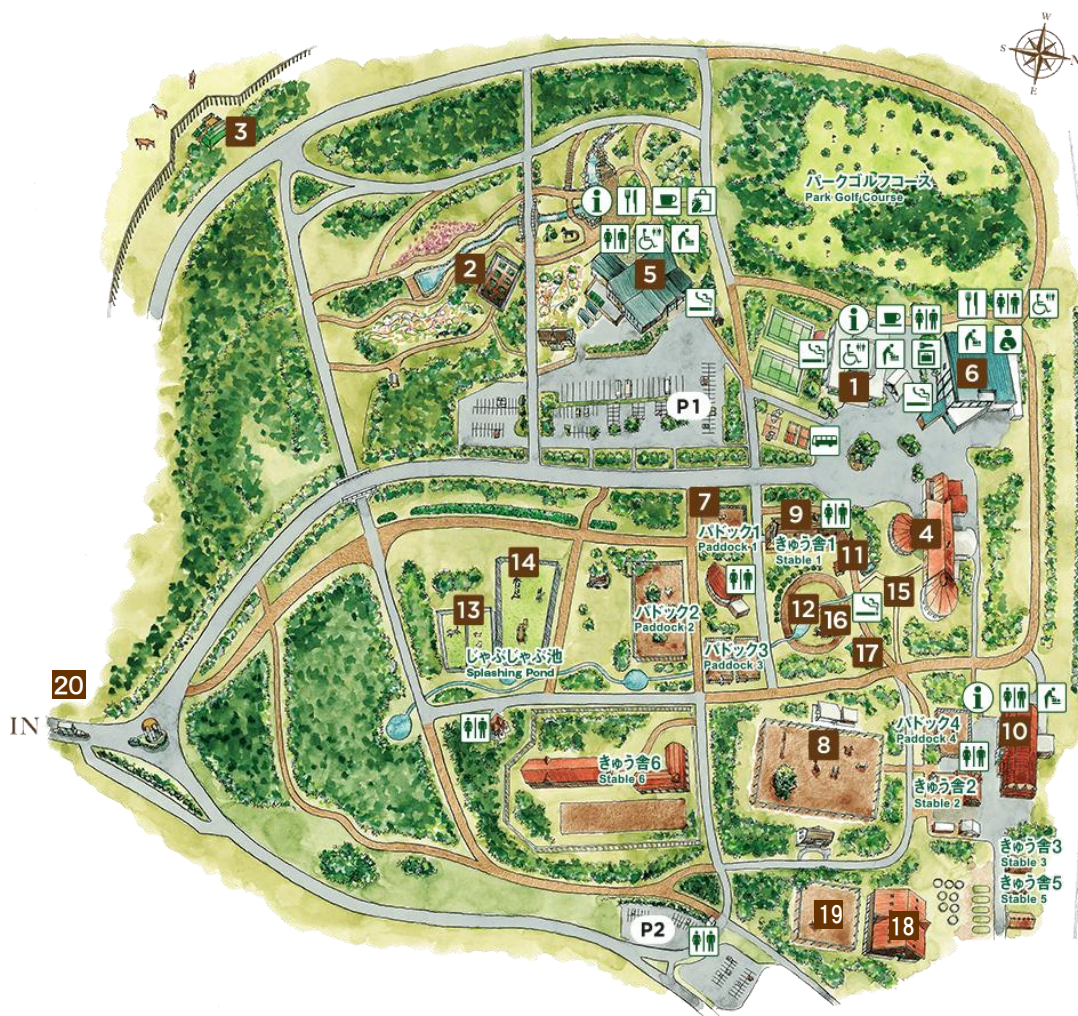 W
S
N
E
3
パークゴルフコース
Park Golf Course
2
5
1
6
P1
7
パドック1
Paddock 1
9
きゅう舎1
Stable 1
11
4
14
13
パドック2
Paddock 2
12
16
15
17
じゃぶじゃぶ池
Splashing Pond
パドック3
Paddock 3
20
IN
8
パドック4
Paddock 4
10
きゅう舎6
Stable 6
きゅう舎2
Stable 2
きゅう舎3
Stable 3
きゅう舎5
Stable 5
19
18
P2